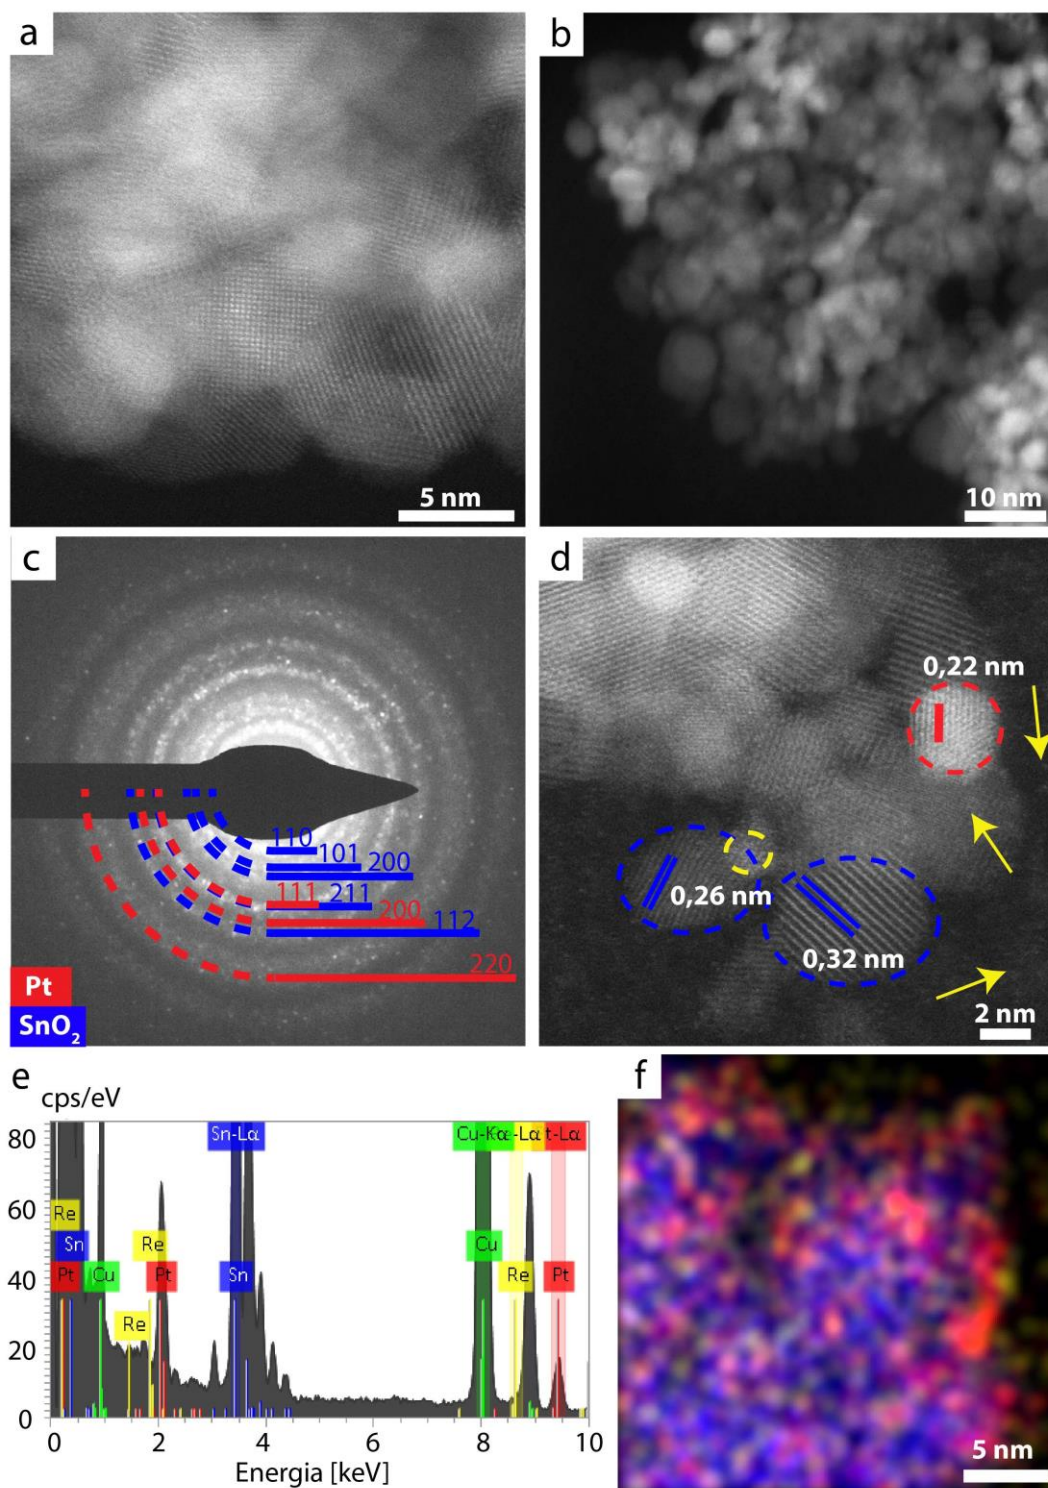 a
5 nm
b
10 nm
c
110
101
200
111
211
200
112
220
Pt
SnO₂
d
0,22 nm
0,26 nm
0,32 nm
2 nm
e
cps/eV
80
60
40
20
0
Sn-Lα
Cu-Kα
-Lα
t-Lα
Re
Sn
Pt
Cu
Re
Re
Pt
Sn
Cu
Re
Pt
0 2 4 6 8 10
Energia [keV]
f
5 nm